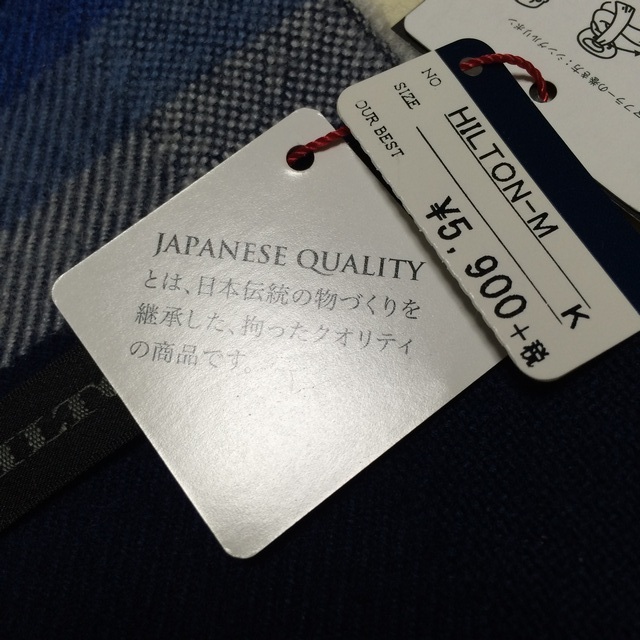 JAPANESE QUALITY
とは、日本伝統の物づくりを
継承した、拘ったクオリティ
の商品です。
NO HILTON-M
SIZE K
OUR BEST ¥5,900+税